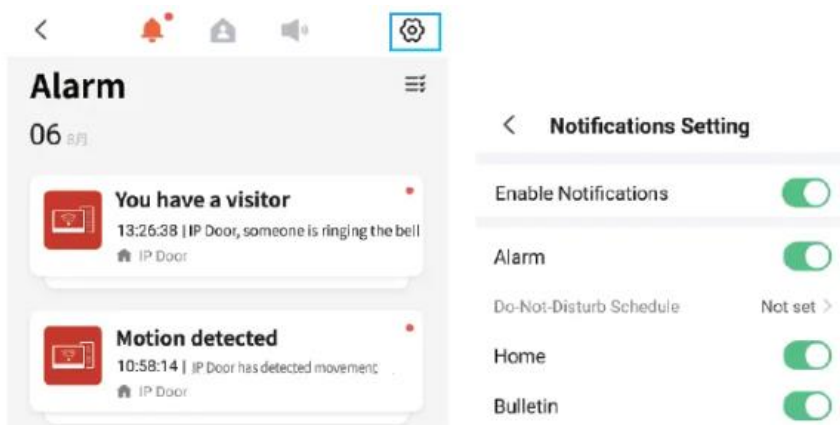 Alarm
06 8月
You have a visitor
13:26:38 | IP Door, someone is ringing the bell
IP Door
Motion detected
10:58:14 | IP Door has detected movement
IP Door
Notifications Setting
Enable Notifications
Alarm
Do-Not-Disturb Schedule Not set
Home
Bulletin